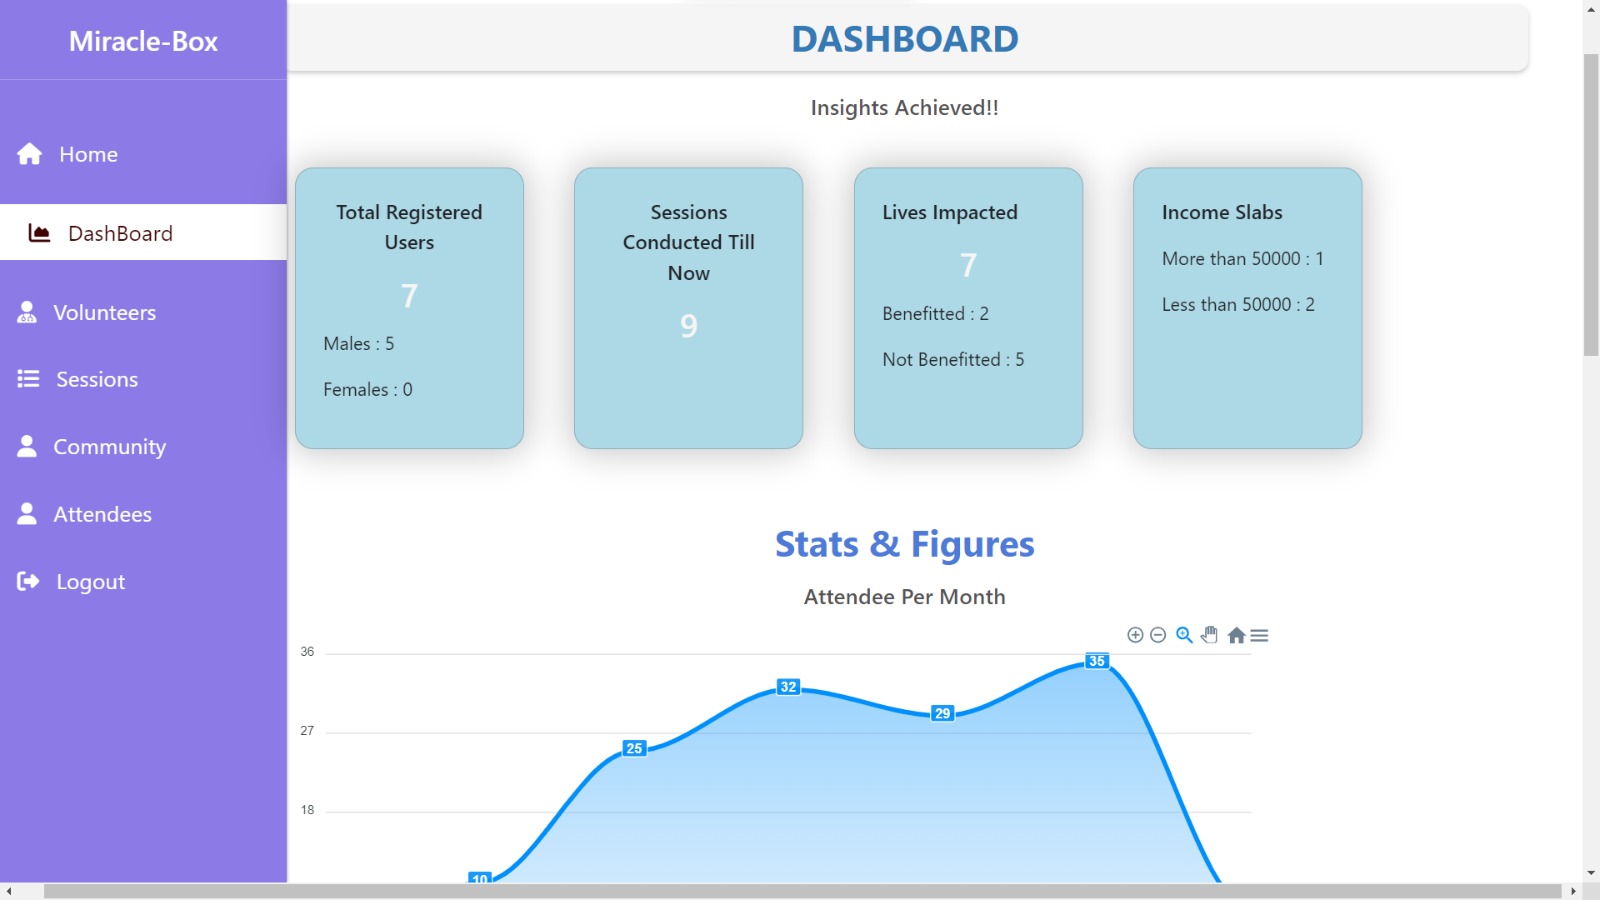 Miracle-Box
Home
DashBoard
Volunteers
Sessions
Community
Attendees
Logout
DASHBOARD
Insights Achieved!!
Total Registered
Users
7
Males : 5
Females : 0
Sessions
Conducted Till
Now
9
Lives Impacted
7
Benefitted : 2
Not Benefitted : 5
Income Slabs
More than 50000 : 1
Less than 50000 : 2
Stats & Figures
Attendee Per Month
36
27
18
10
25
32
29
35